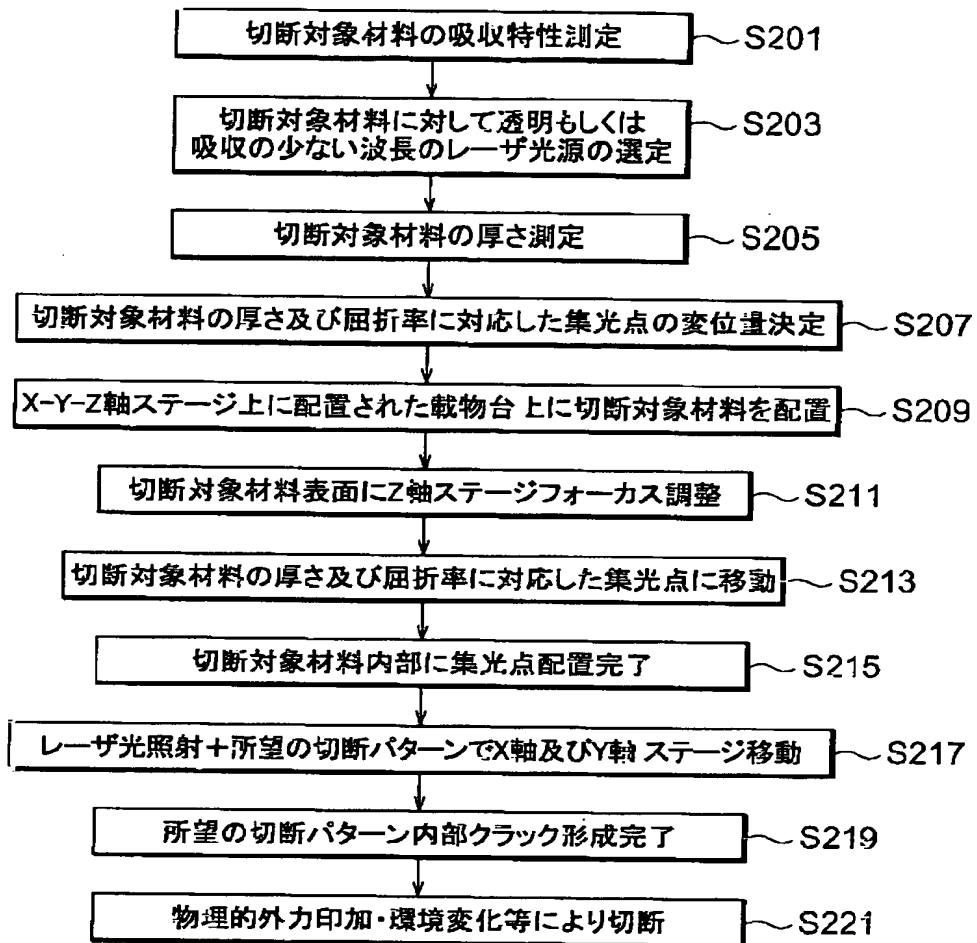 切断対象材料の吸収特性測定 S201
切断対象材料に対して透明もしくは
吸収の少ない波長のレーザ光源の選定 S203
切断対象材料の厚さ測定 S205
切断対象材料の厚さ及び屈折率に対応した集光点の変位量決定 S207
X-Y-Z軸ステージ上に配置された載物台上に切断対象材料を配置 S209
切断対象材料表面にZ軸ステージフォーカス調整 S211
切断対象材料の厚さ及び屈折率に対応した集光点に移動 S213
切断対象材料内部に集光点配置完了 S215
レーザ光照射+所望の切断パターンでX軸及びY軸ステージ移動 S217
所望の切断パターン内部クラック形成完了 S219
物理的外力印加・環境変化等により切断 S221